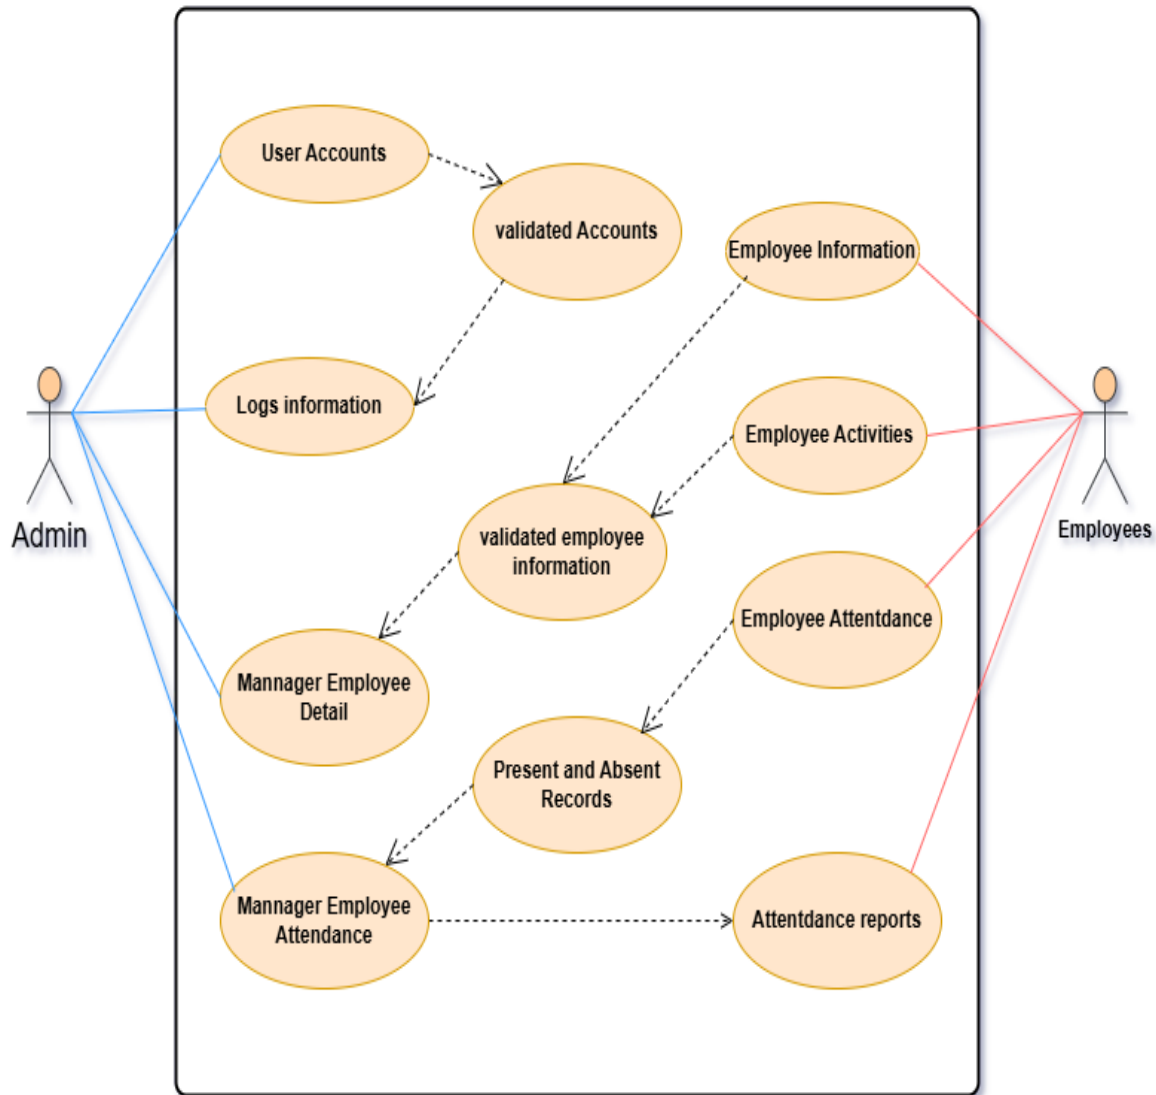 User Accounts
validated Accounts
Employee Information
Logs information
Employee Activities
Admin
Employees
validated employee
information
Employee Attentdance
Mannager Employee
Detail
Present and Absent
Records
Mannager Employee
Attendance
Attentdance reports